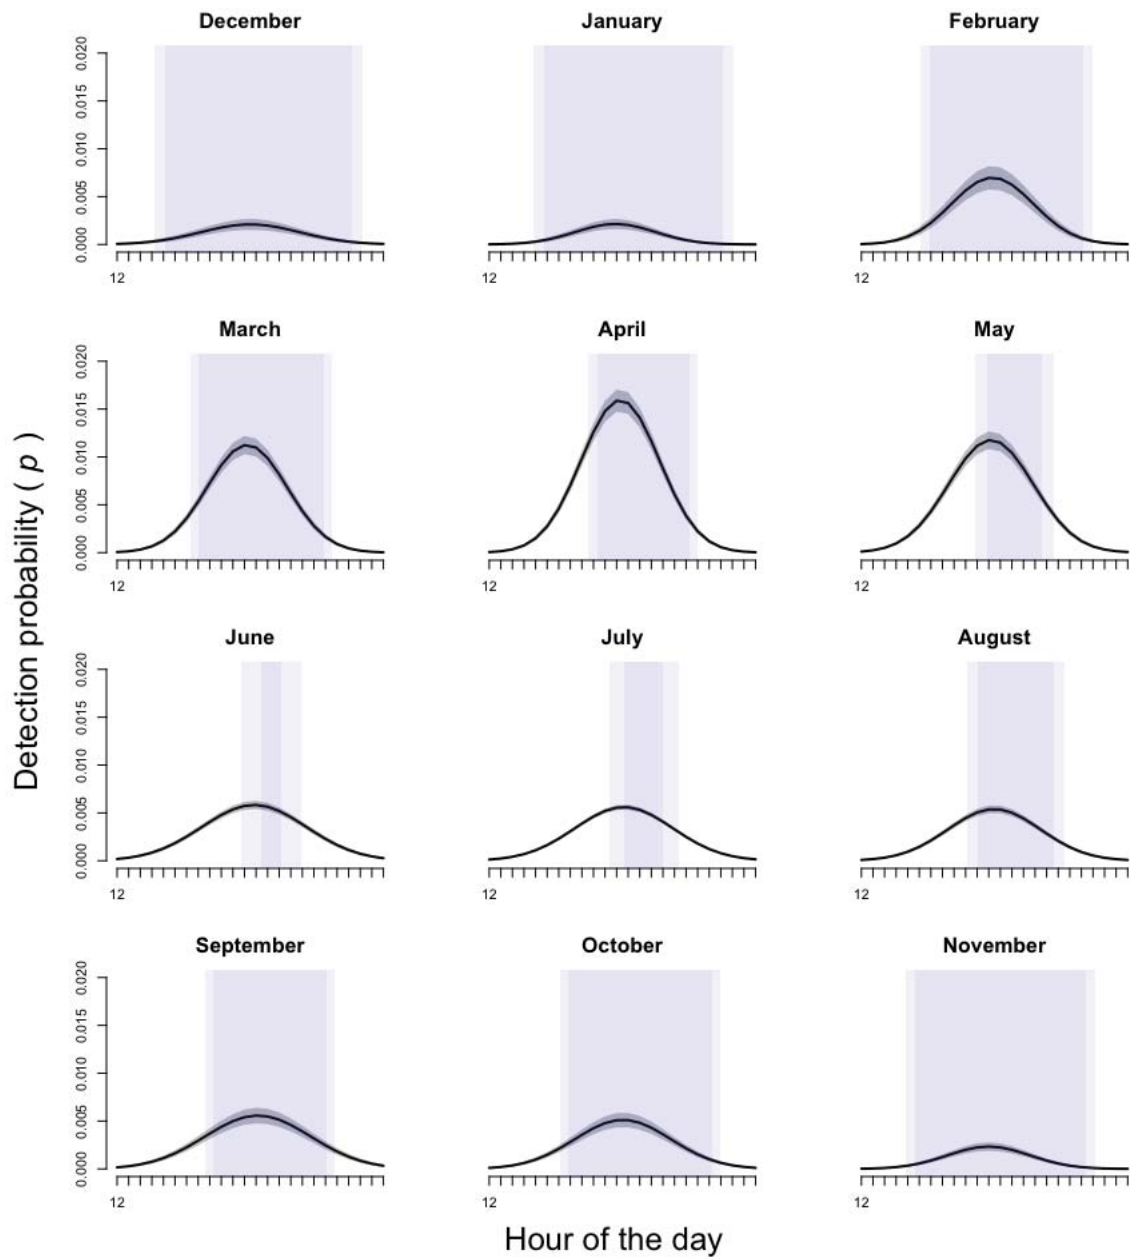 December January February
0.020
0.015
0.010
0.005
0.000
12 12 12
March April May
0.020
0.015
0.010
0.005
0.000
12 12 12
Detection probability ( p )
June July August
0.020
0.015
0.010
0.005
0.000
12 12 12
September October November
0.020
0.015
0.010
0.005
0.000
12 12 12
Hour of the day